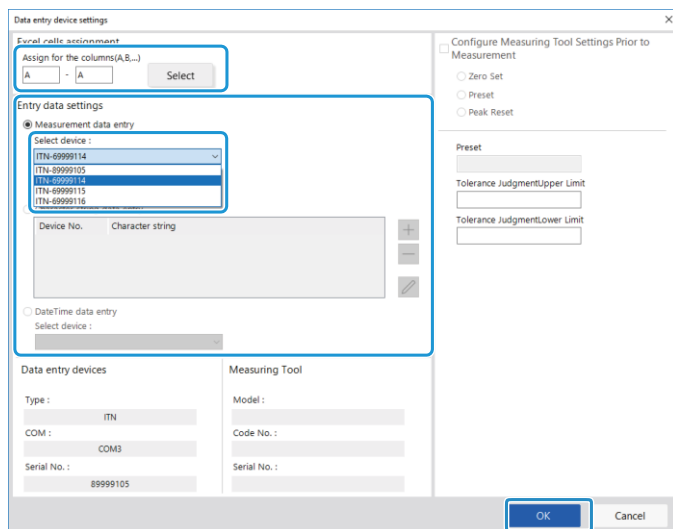 Data entry device settings
Excel cells assignment
Assign for the columns(A,B,...)
A - A Select
Entry data settings
Measurement data entry
Select device :
ITN-69999114
ITN-89999105
ITN-69999114
ITN-69999115
ITN-69999116
Device No. Character string
DateTime data entry
Select device :
Data entry devices
Type :
ITN
COM :
COM3
Serial No. :
89999105
Measuring Tool
Model :
Code No. :
Serial No. :
Configure Measuring Tool Settings Prior to
Measurement
Zero Set
Preset
Peak Reset
Preset
Tolerance JudgmentUpper Limit
Tolerance JudgmentLower Limit
OK Cancel